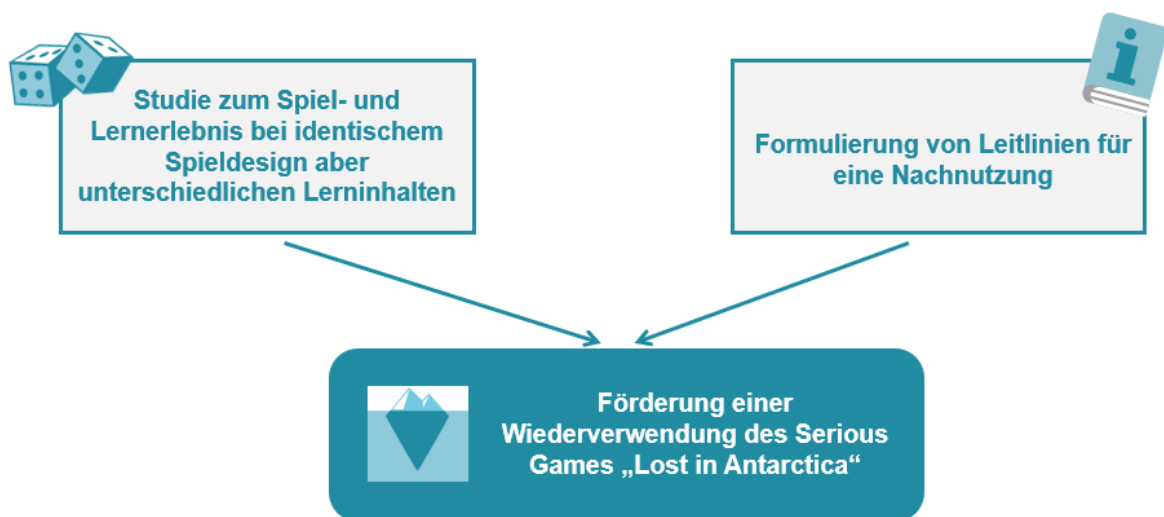 Studie zum Spiel- und
Lernerlebnis bei identischem
Spieldesign aber
unterschiedlichen Lerninhalten
Formulierung von Leitlinien für
eine Nachnutzung
Förderung einer
Wiederverwendung des Serious
Games „Lost in Antarctica“